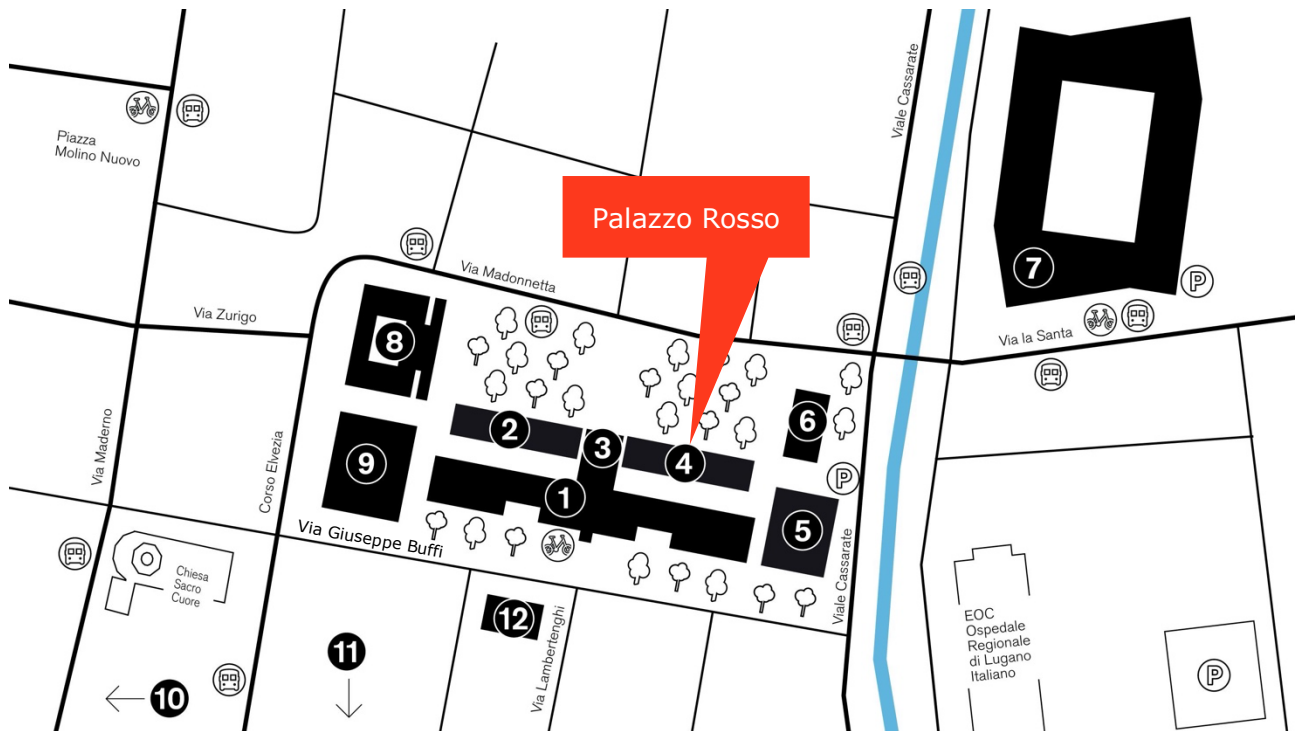 Piazza
Molino Nuovo
Viale Cassarate
Palazzo Rosso
Via Madonnetta
7
P
Via Zurigo
Via la Santa
8
6
2
3
4
9
1
P
5
Via Maderno
Corso Elvezia
Via Giuseppe Buffi
Chiesa
Sacro
Cuore
12
Via Lambertenghi
Viale Cassarate
EOC
Ospedale
Regionale
di Lugano
Italiano
P
11
10